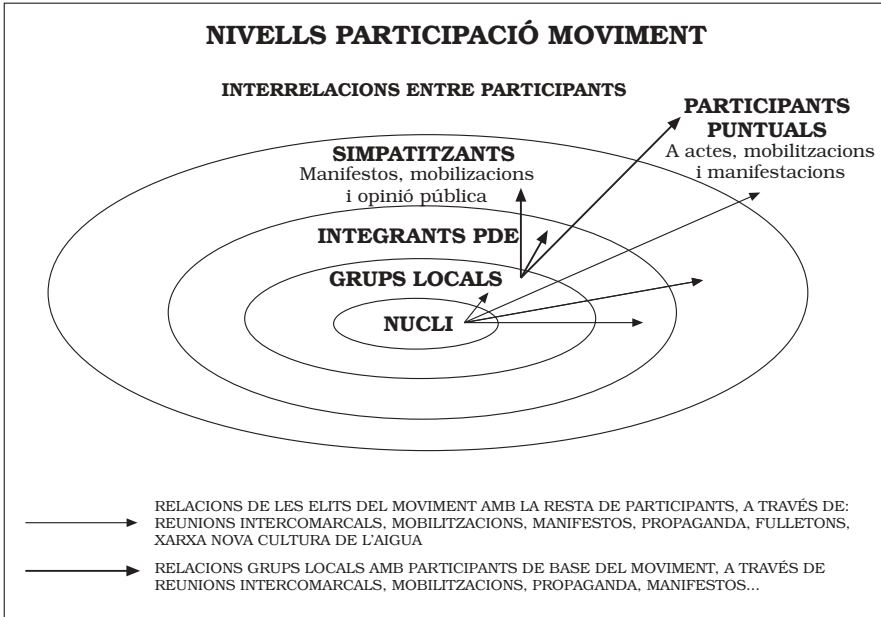 NIVELLS PARTICIPACIÓ MOVIMENT
INTERRELACIONS ENTRE PARTICIPANTS
PARTICIPANTS
PUNTUALS
A actes, mobilitzacions
i manifestacions
SIMPATITZANTS
Manifestos, mobilizacions
i opinió pública
INTEGRANTS PDE
GRUPS LOCALS
NUCLI
RELACIONS DE LES ELITS DEL MOVIMENT AMB LA RESTA DE PARTICIPANTS, A TRAVÉS DE:
REUNIONS INTERCOMARCALS, MOBILITZACIONS, MANIFESTOS, PROPAGANDA, FULLETONS,
XARXA NOVA CULTURA DE L'AIGUA
RELACIONS GRUPS LOCALS AMB PARTICIPANTS DE BASE DEL MOVIMENT, A TRAVÉS DE
REUNIONS INTERCOMARCALS, MOBILITZACIONS, PROPAGANDA, MANIFESTOS...